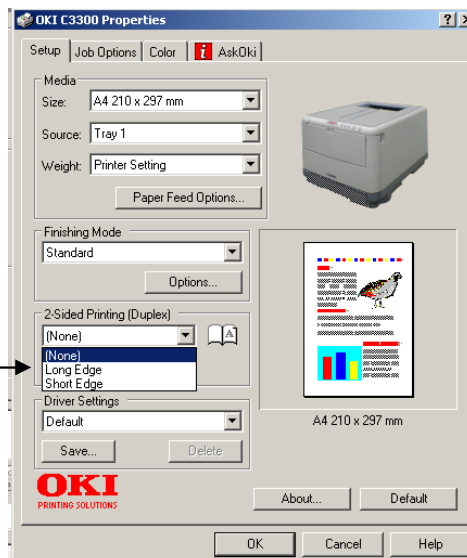 OKI C3300 Properties
Setup Job Options Color i AskOki
Media
Size: A4 210 x 297 mm
Source: Tray 1
Weight: Printer Setting
Paper Feed Options...
Finishing Mode
Standard
Options...
2-Sided Printing (Duplex)
(None)
A
(None)
Long Edge
Short Edge
Driver Settings
Default
Save... Delete
A4 210 x 297 mm
OKI
PRINTING SOLUTIONS
About... Default
OK Cancel Help